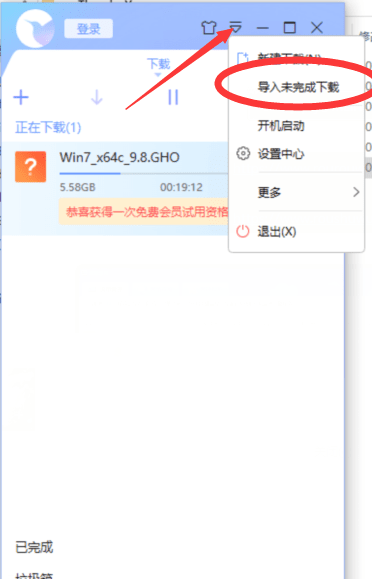 登录
下载
正在下载(1)
Win7_x64c_9.8.GHO
5.58GB
00:19:12
恭喜获得一次免费会员试用资格
新建下载(N)
导入未完成下载
开机启动
设置中心
更多
退出(X)
已完成
垃圾箱